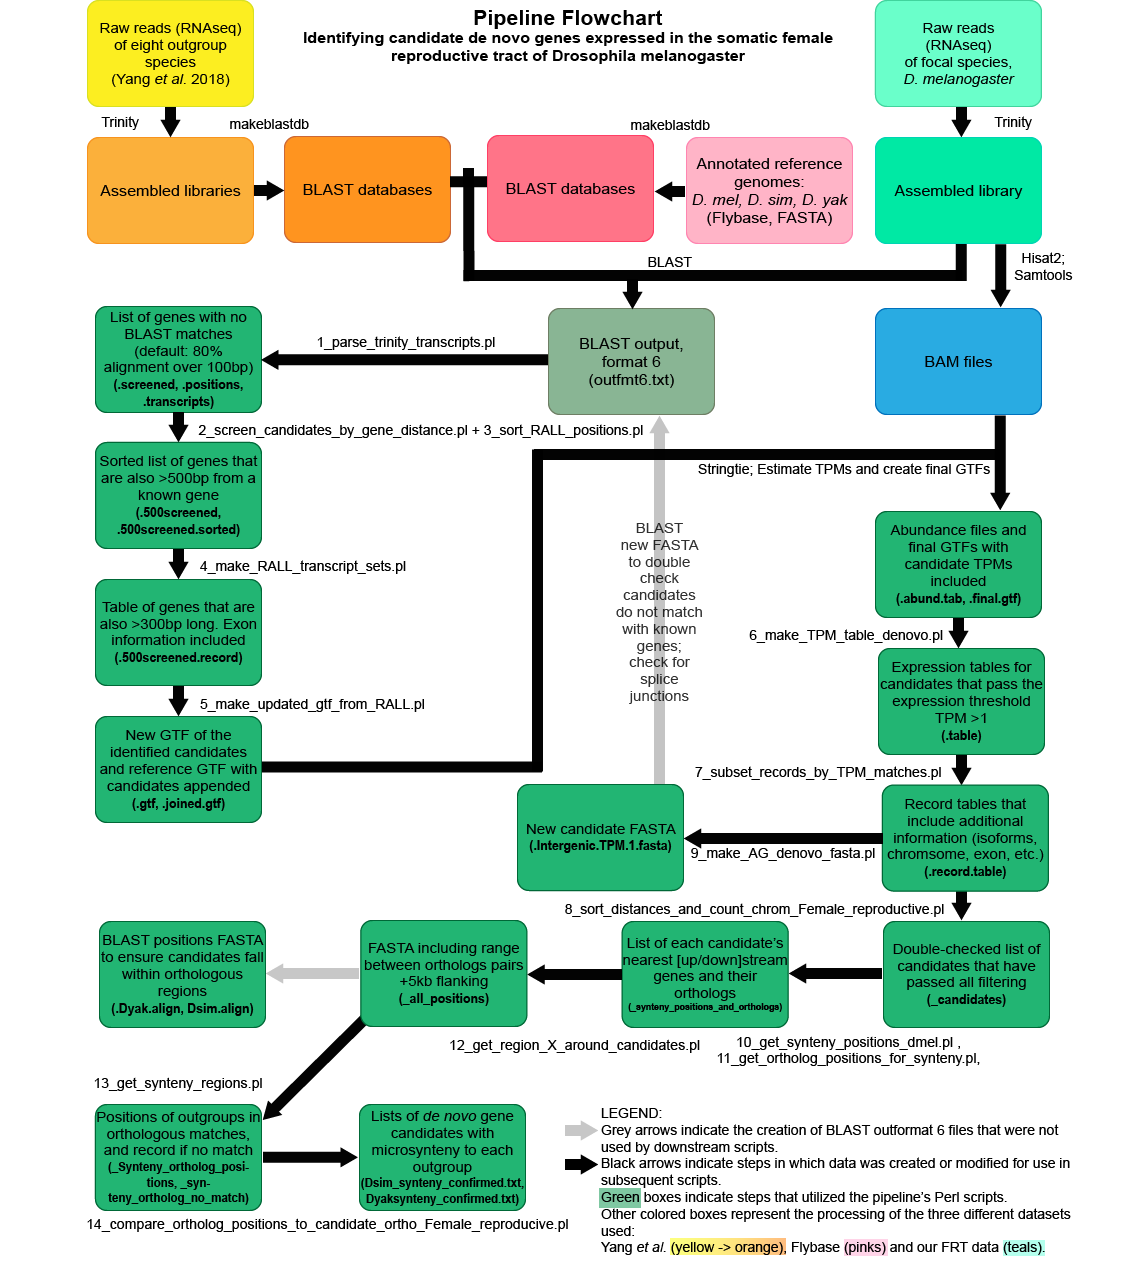 Pipeline Flowchart
Identifying candidate de novo genes expressed in the somatic female
reproductive tract of Drosophila melanogaster
Raw reads (RNAseq)
of eight outgroup
species
(Yang et al. 2018)
Raw reads
(RNAseq)
of focal species,
D. melanogaster
Trinity
makeblastdb
makeblastdb
Trinity
Assembled libraries
BLAST databases
BLAST databases
Annotated reference
genomes:
D. mel, D. sim, D. yak
(Flybase, FASTA)
Assembled library
BLAST
Hisat2;
Samtools
List of genes with no
BLAST matches
(default: 80%
alignment over 100bp)
(.screened, .positions,
.transcripts)
1_parse_trinity_transcripts.pl
BLAST output,
format 6
(outfmt6.txt)
BAM files
2_screen_candidates_by_gene_distance.pl + 3_sort_RALL_positions.pl
Sorted list of genes that
are also >500bp from a
known gene
(.500screened,
.500screened.sorted)
Stringtie; Estimate TPMs and create final GTFs
4_make_RALL_transcript_sets.pl
BLAST
new FASTA
to double
check
candidates
do not match
with known
genes;
check for
splice
junctions
Abundance files and
final GTFs with
candidate TPMs
included
(.abund.tab, .final.gtf)
Table of genes that are
also >300bp long. Exon
information included
(.500screened.record)
6_make_TPM_table_denovo.pl
5_make_updated_gtf_from_RALL.pl
Expression tables for
candidates that pass the
expression threshold
TPM >1
(.table)
New GTF of the
identified candidates
and reference GTF with
candidates appended
(.gtf, .joined.gtf)
7_subset_records_by_TPM_matches.pl
New candidate FASTA
(.Intergenic.TPM.1.fasta)
9_make_AG_denovo_fasta.pl
Record tables that
include additional
information (isoforms,
chromsome, exon, etc.)
(.record.table)
8_sort_distances_and_count_chrom_Female_reproductive.pl
BLAST positions FASTA
to ensure candidates fall
within orthologous
regions
(.Dyak.align, Dsim.align)
FASTA including range
between orthologs pairs
+5kb flanking
(_all_positions)
List of each candidate's
nearest [up/down]stream
genes and their
orthologs
(_synteny_positions_and_orthologs)
Double-checked list of
candidates that have
passed all filtering
(_candidates)
12_get_region_X_around_candidates.pl
10_get_synteny_positions_dmel.pl ,
11_get_ortholog_positions_for_synteny.pl,
13_get_synteny_regions.pl
Positions of outgroups in
orthologous matches,
and record if no match
(_Synteny_ortholog_posi-
tions, _syn-
teny_ortholog_no_match)
Lists of de novo gene
candidates with
microsynteny to each
outgroup
(Dsim_synteny_confirmed.txt,
Dyaksynteny_confirmed.txt)
14_compare_ortholog_positions_to_candidate_ortho_Female_reproducive.pl
LEGEND:
Grey arrows indicate the creation of BLAST outformat 6 files that were not
used by downstream scripts.
Black arrows indicate steps in which data was created or modified for use in
subsequent scripts.
Green boxes indicate steps that utilized the pipeline's Perl scripts.
Other colored boxes represent the processing of the three different datasets
used:
Yang et al. (yellow -> orange), Flybase (pinks) and our FRT data (teals).